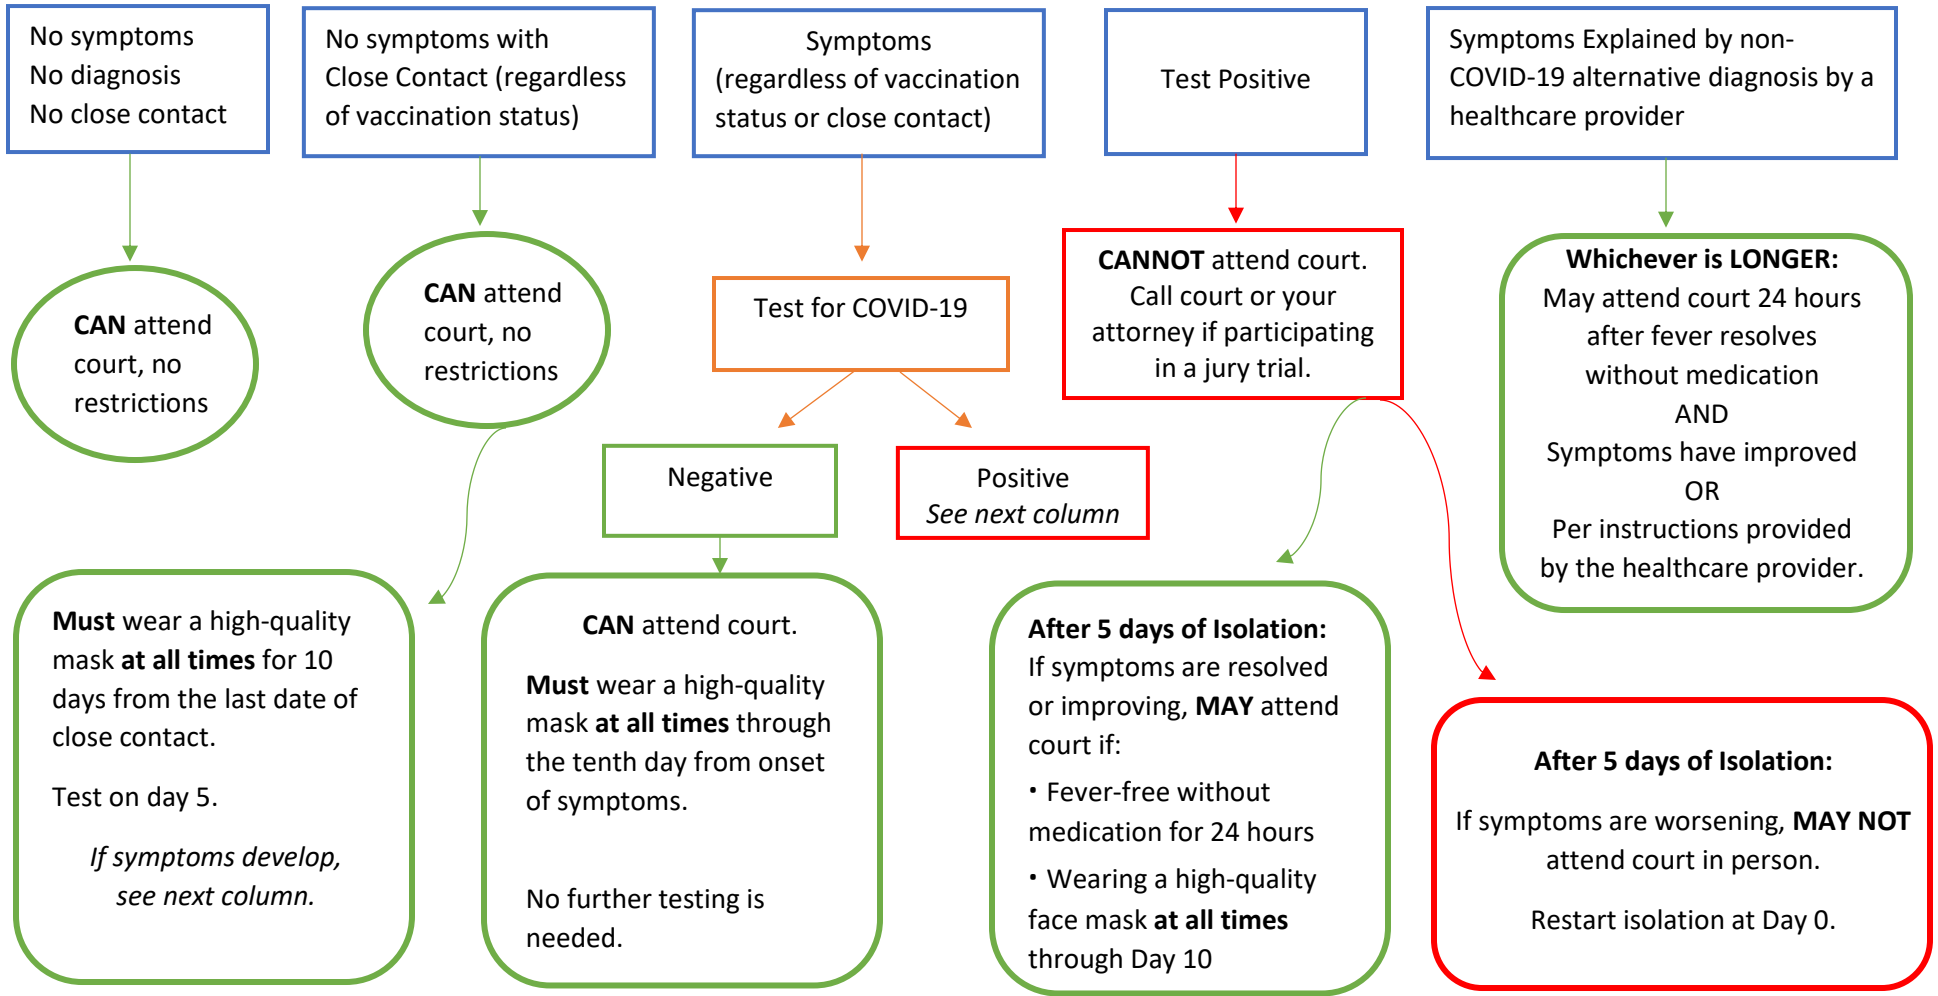 No symptoms
No diagnosis
No close contact
No symptoms with
Close Contact (regardless
of vaccination status)
Symptoms
(regardless of vaccination
status or close contact)
Test Positive
Symptoms Explained by non-
COVID-19 alternative diagnosis by a
healthcare provider
CAN attend
court, no
restrictions
CAN attend
court, no
restrictions
Test for COVID-19
CANNOT attend court.
Call court or your
attorney if participating
in a jury trial.
Whichever is LONGER:
May attend court 24 hours
after fever resolves
without medication
AND
Symptoms have improved
OR
Per instructions provided
by the healthcare provider.
Negative
Positive
See next column
Must wear a high-quality
mask at all times for 10
days from the last date of
close contact.
Test on day 5.
If symptoms develop,
see next column.
CAN attend court.
Must wear a high-quality
mask at all times through
the tenth day from onset
of symptoms.
No further testing is
needed.
After 5 days of Isolation:
If symptoms are resolved
or improving, MAY attend
court if:
• Fever-free without
medication for 24 hours
• Wearing a high-quality
face mask at all times
through Day 10
After 5 days of Isolation:
If symptoms are worsening, MAY NOT
attend court in person.
Restart isolation at Day 0.